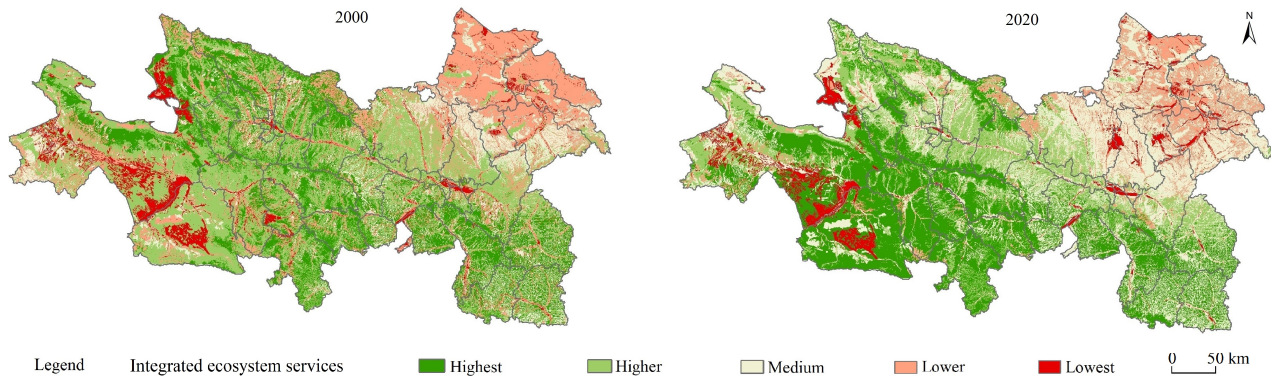 2000
2020
N
Legend Integrated ecosystem services Highest Higher Medium Lower Lowest
0 50 km